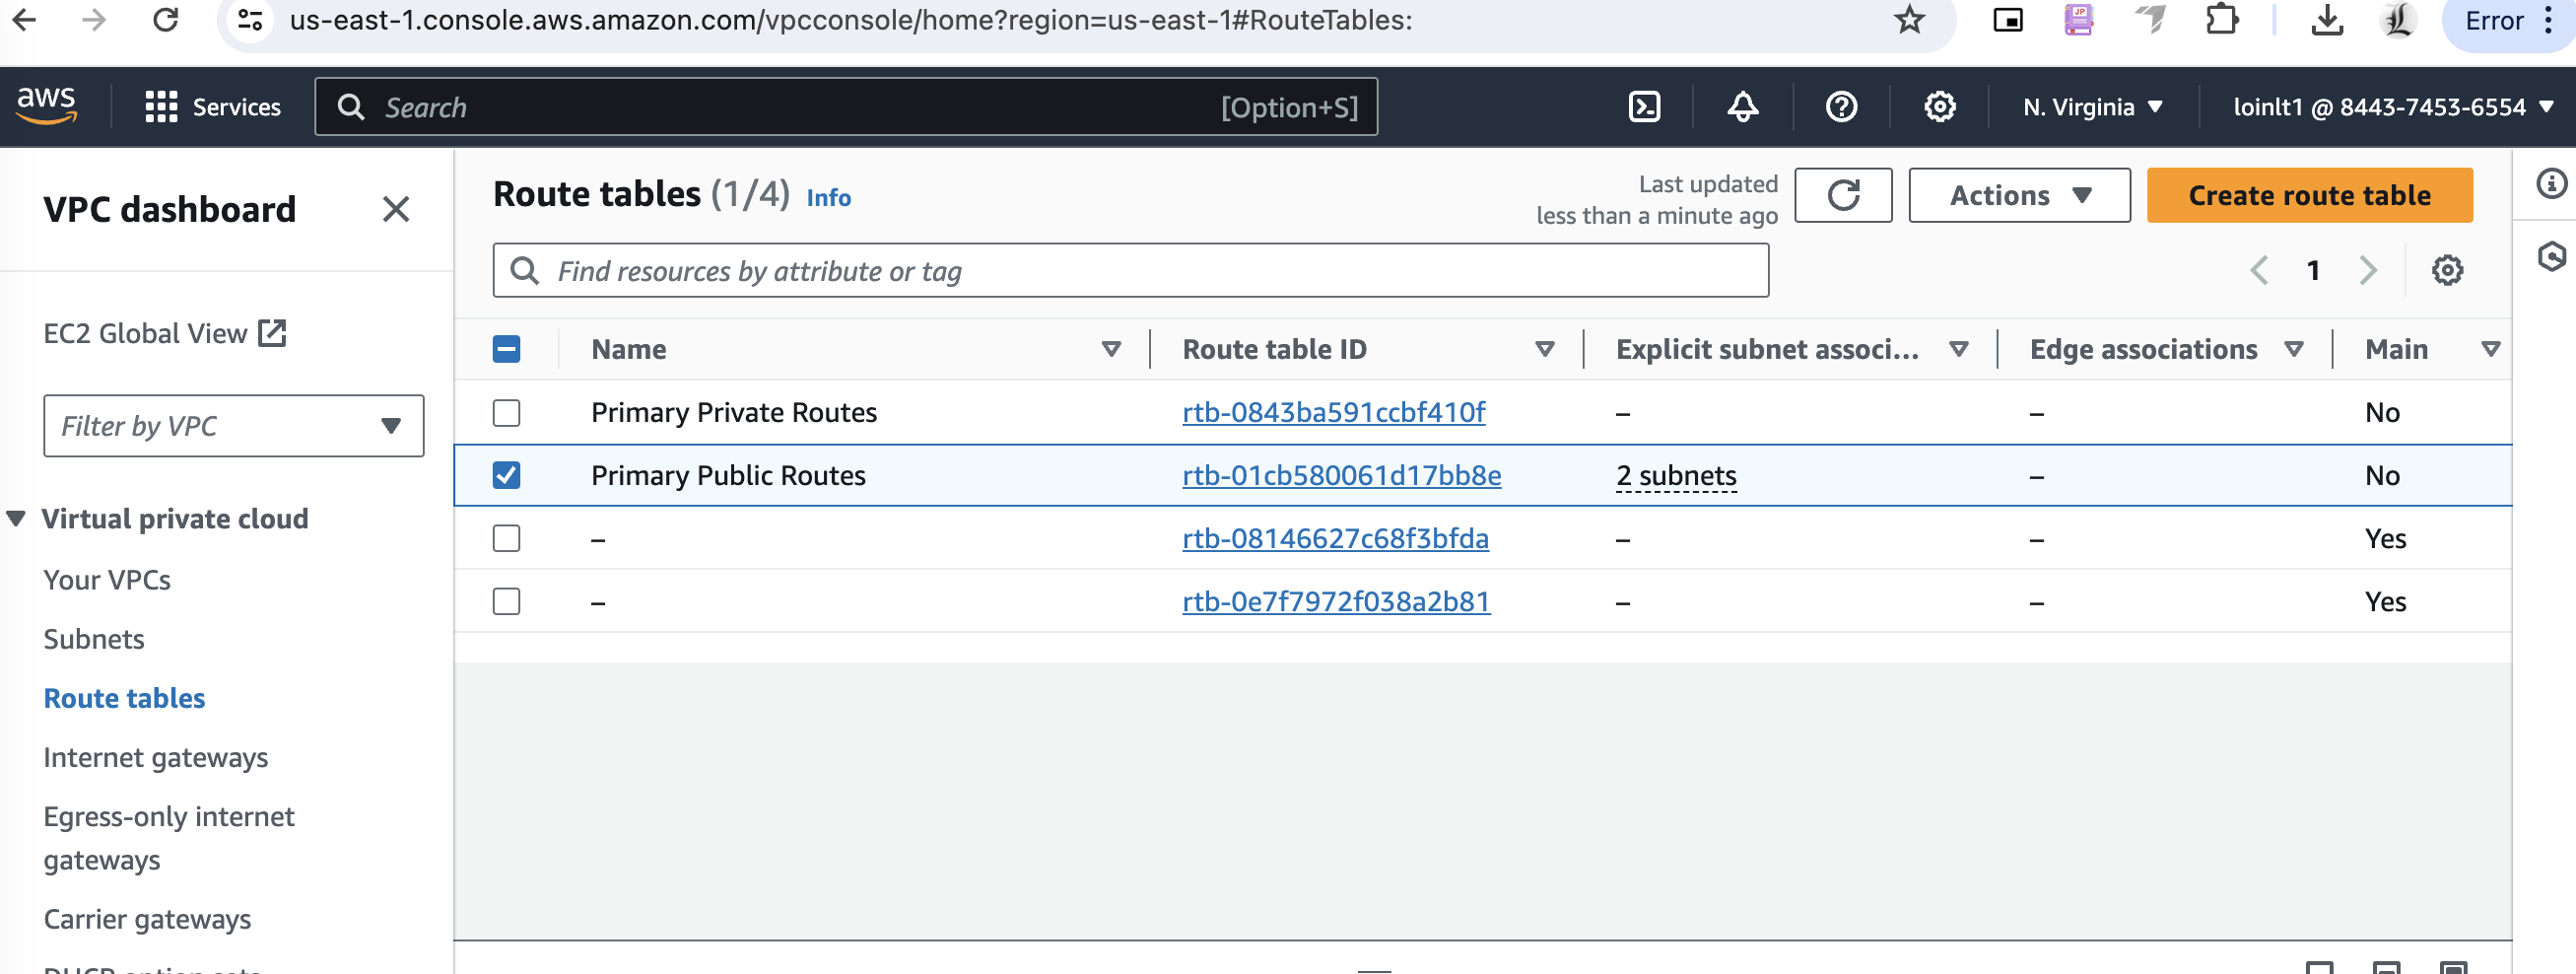 us-east-1.console.aws.amazon.com/vpcconsole/home?region=us-east-1#RouteTables:
JP
Error
aws
Services
Search
[Option+S]
N. Virginia
loinlt1 @ 8443-7453-6554
VPC dashboard
EC2 Global View
Filter by VPC
Virtual private cloud
Your VPCs
Subnets
Route tables
Internet gateways
Egress-only internet
gateways
Carrier gateways
DHCP option sets
Route tables (1/4) Info
Last updated
less than a minute ago
Actions
Create route table
Find resources by attribute or tag
1
Name Route table ID Explicit subnet associ... Edge associations Main
Primary Private Routes rtb-0843ba591ccbf410f – – No
Primary Public Routes rtb-01cb580061d17bb8e 2 subnets – No
– rtb-08146627c68f3bfda – – Yes
– rtb-0e7f7972f038a2b81 – – Yes